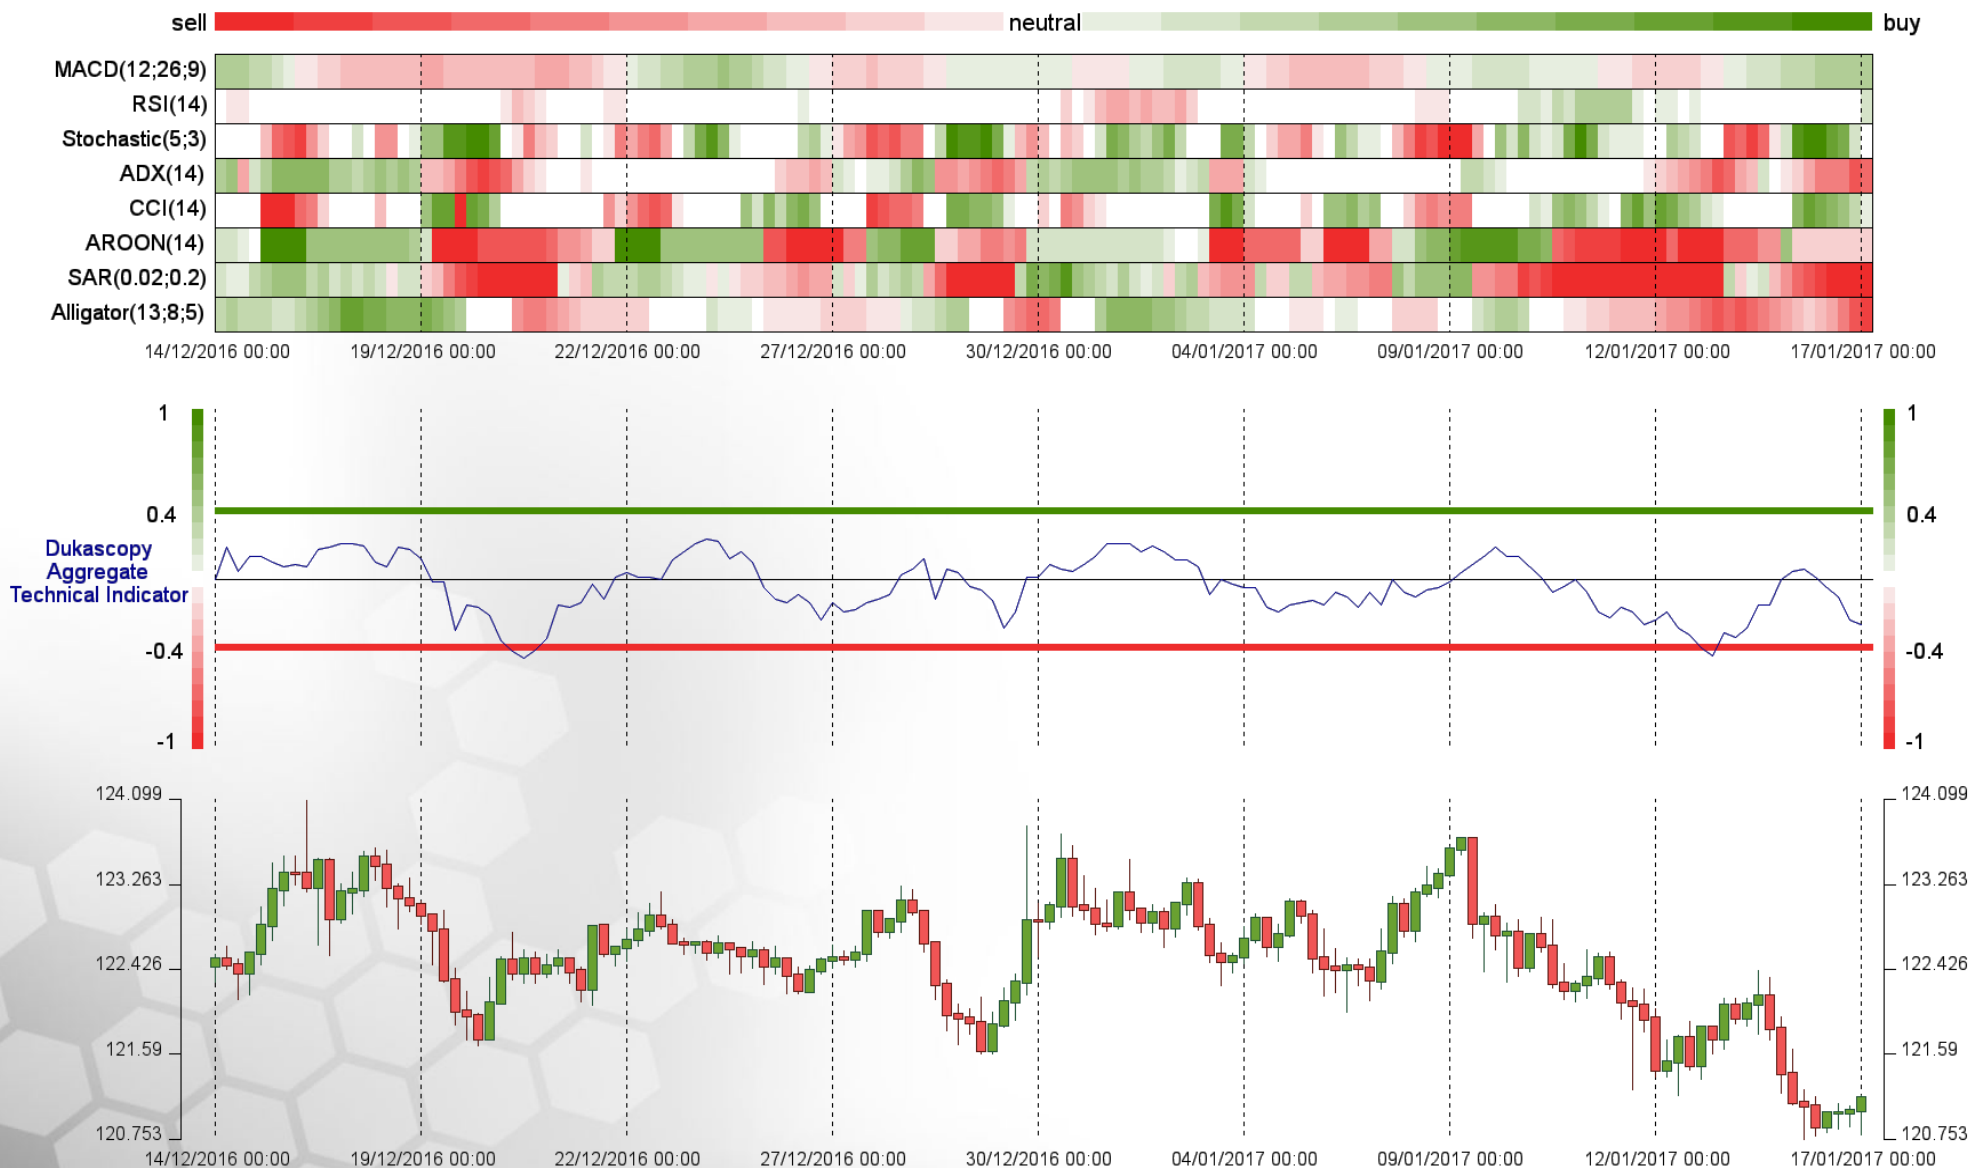 sell neutral buy
MACD(12;26;9)
RSI(14)
Stochastic(5;3)
ADX(14)
CCI(14)
AROON(14)
SAR(0.02;0.2)
Alligator(13;8;5)
14/12/2016 00:00 19/12/2016 00:00 22/12/2016 00:00 27/12/2016 00:00 30/12/2016 00:00 04/01/2017 00:00 09/01/2017 00:00 12/01/2017 00:00 17/01/2017 00:00
1 1
0.4 0.4
Dukascopy
Aggregate
Technical Indicator
-0.4 -0.4
-1 -1
124.099 124.099
123.263 123.263
122.426 122.426
121.59 121.59
120.753 120.753
14/12/2016 00:00 19/12/2016 00:00 22/12/2016 00:00 27/12/2016 00:00 30/12/2016 00:00 04/01/2017 00:00 09/01/2017 00:00 12/01/2017 00:00 17/01/2017 00:00